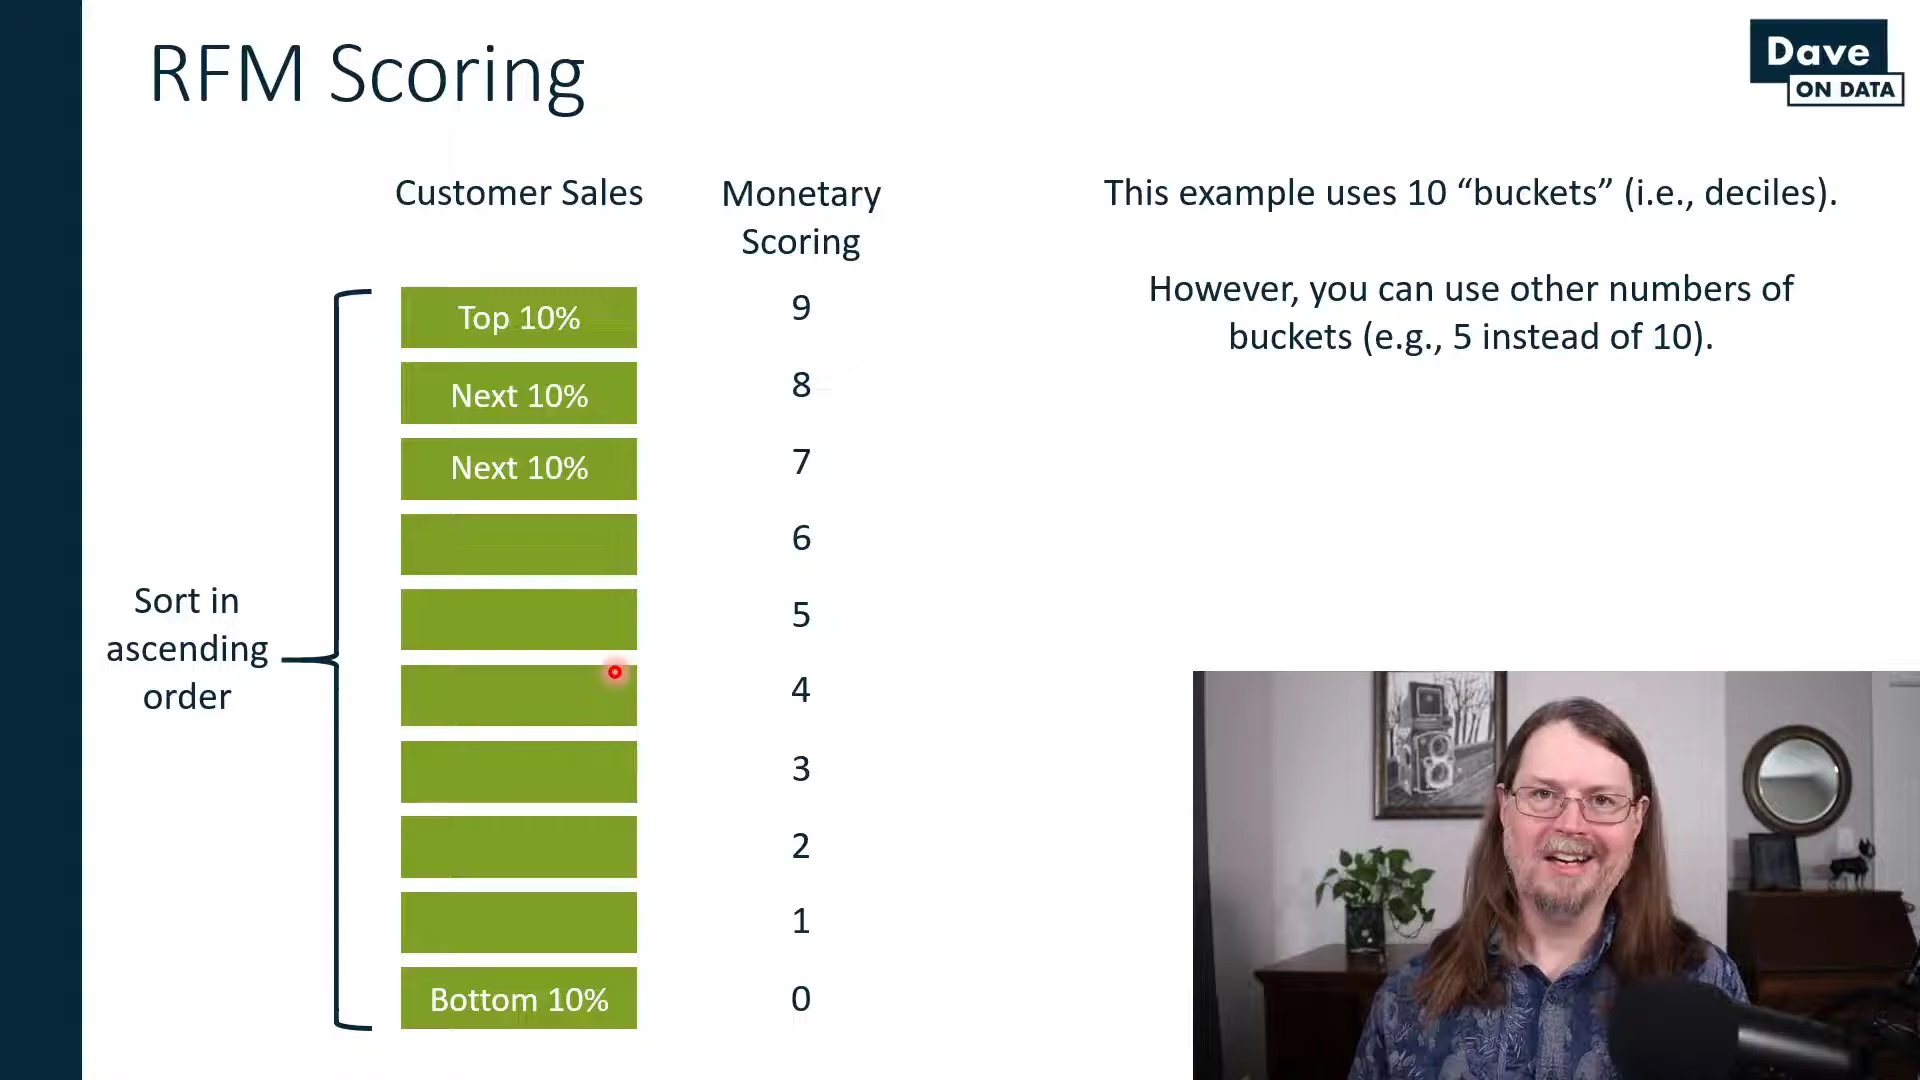 RFM Scoring
Dave
ON DATA
Customer Sales
Monetary
Scoring
This example uses 10 “buckets” (i.e., deciles).
However, you can use other numbers of
buckets (e.g., 5 instead of 10).
Top 10%
9
Next 10%
8
Next 10%
7
6
5
4
3
2
1
Bottom 10%
0
Sort in
ascending
order